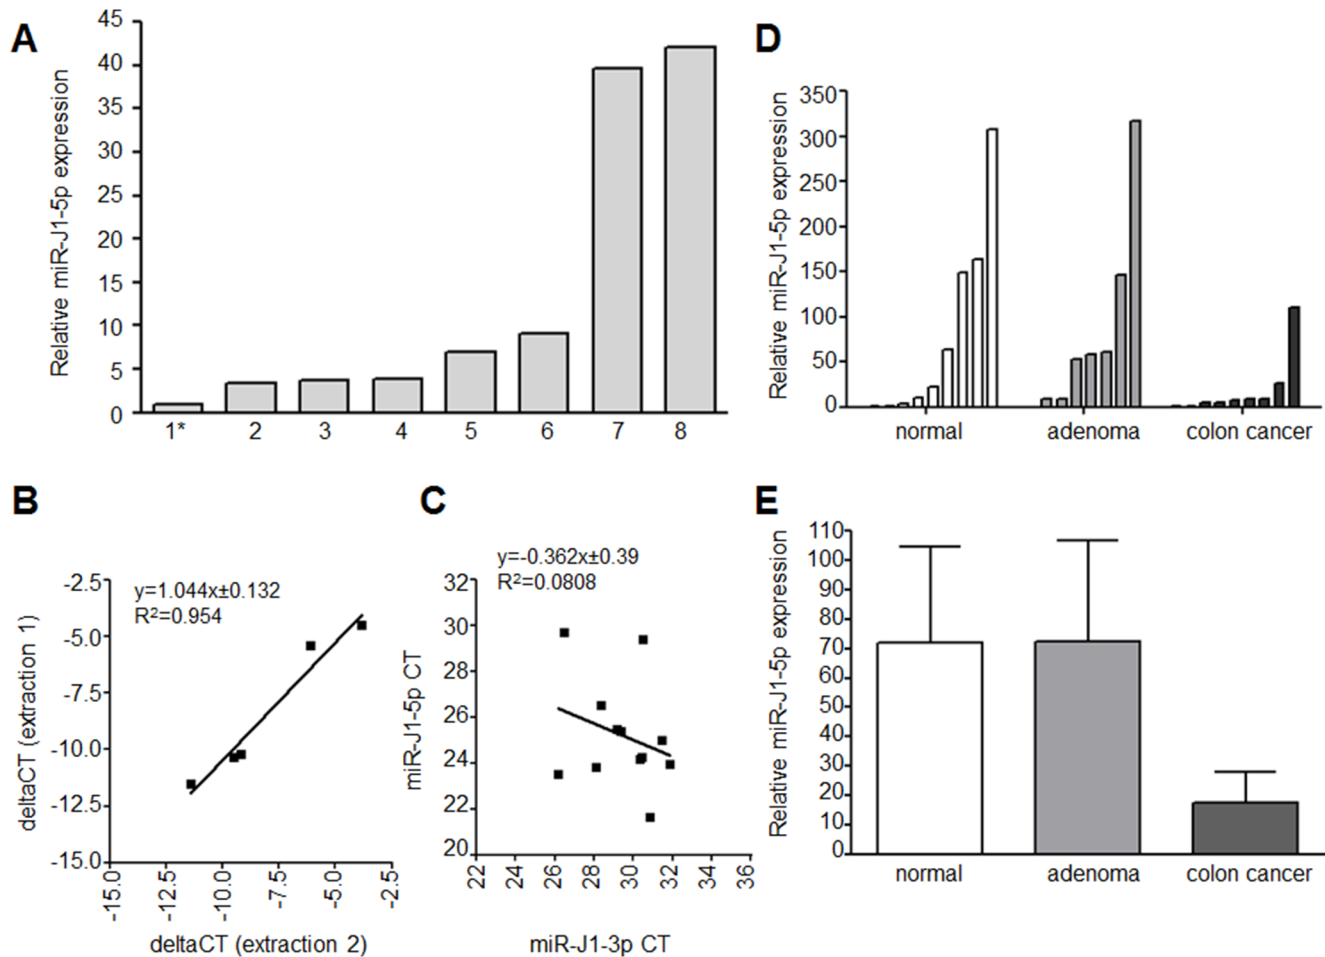 A
Relative miR-J1-5p expression
45
40
35
30
25
20
15
10
5
0
1* 2 3 4 5 6 7 8
D
Relative miR-J1-5p expression
350
300
250
200
150
100
50
0
normal adenoma colon cancer
B
y=1.044x±0.132
R²=0.954
deltaCT (extraction 1)
-2.5
-5.0
-7.5
-10.0
-12.5
-15.0
-15.0 -12.5 -10.0 -7.5 -5.0 -2.5
deltaCT (extraction 2)
C
y=-0.362x±0.39
R²=0.0808
miR-J1-5p CT
32
30
28
26
24
22
20
22 24 26 28 30 32 34 36
miR-J1-3p CT
E
Relative miR-J1-5p expression
110
100
90
80
70
60
50
40
30
20
10
0
normal adenoma colon cancer